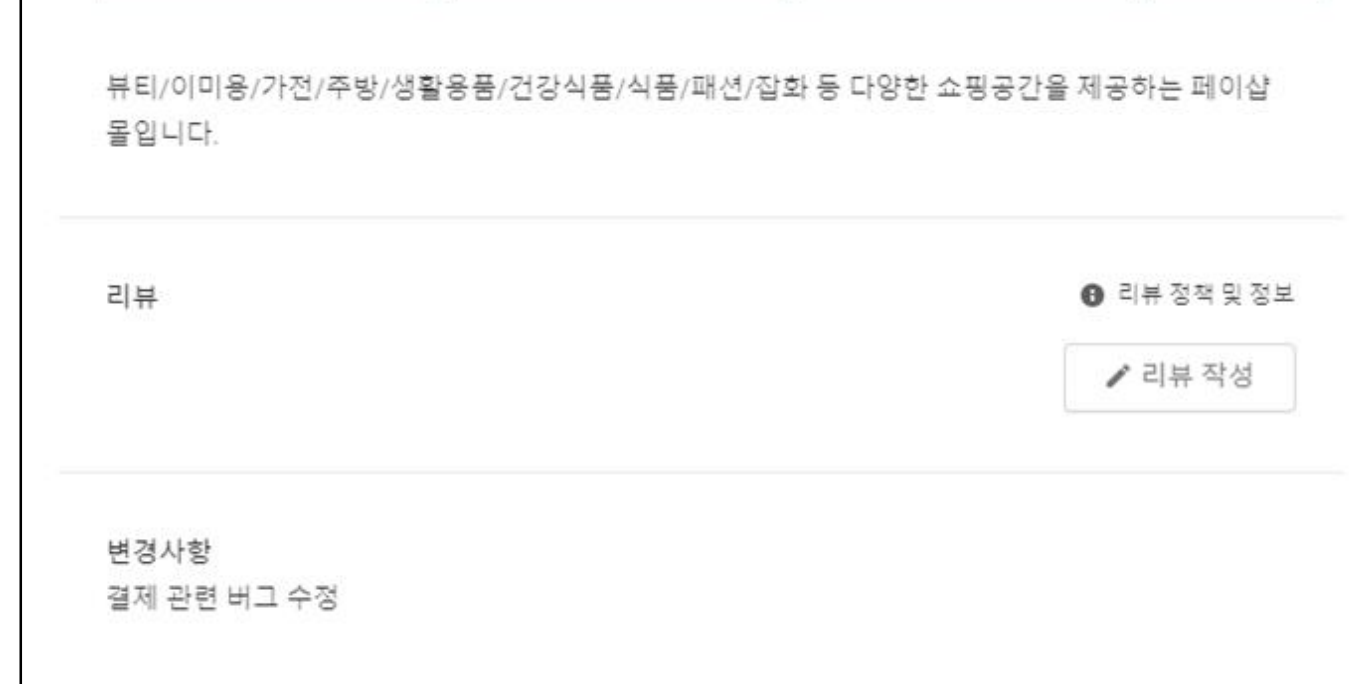 뷰티/이미용/가전/주방/생활용품/건강식품/식품/패션/잡화 등 다양한 쇼핑공간을 제공하는 페이샵
몰입니다.
리뷰
리뷰 정책 및 정보
리뷰 작성
변경사항
결제 관련 버그 수정